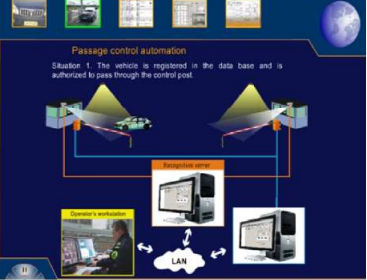 Passage control automation
Situation 1. The vehicle is registered in the data base and is
authorized to pass through the control post.
Recognition server
Operator's workstation
LAN